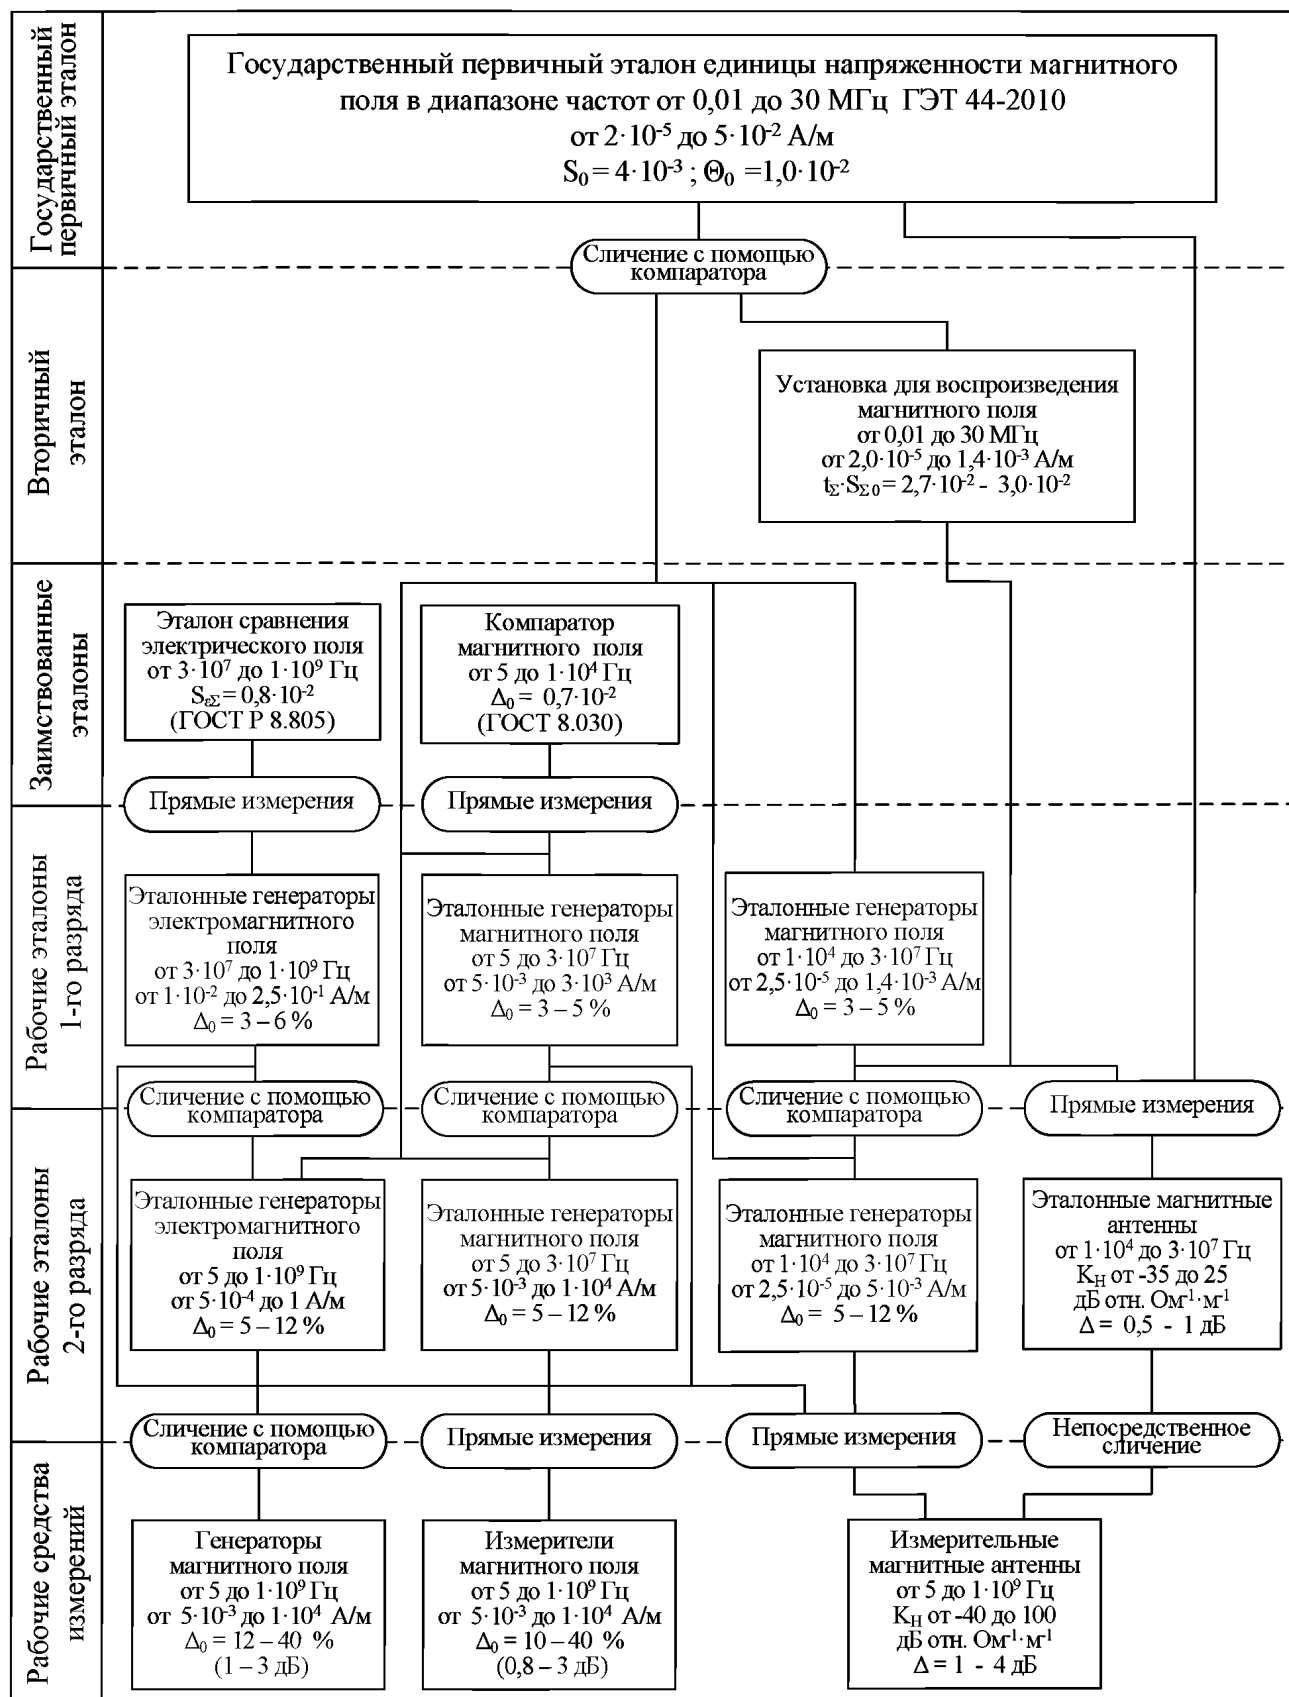 Государственный
первичный эталон
Государственный первичный эталон единицы напряженности магнитного
поля в диапазоне частот от 0,01 до 30 МГц ГЭТ 44-2010
от 2·10⁻⁵ до 5·10⁻² А/м
S₀ = 4·10⁻³ ; Θ₀ =1,0·10⁻²
Сличение с помощью
компаратора
Вторичный
эталон
Установка для воспроизведения
магнитного поля
от 0,01 до 30 МГц
от 2,0·10⁻⁵ до 1,4·10⁻³ А/м
t_Σ·S_Σ0 = 2,7·10⁻² - 3,0·10⁻²
Заимствованные
эталоны
Эталон сравнения
электрического поля
от 3·10⁷ до 1·10⁹ Гц
S_εΣ = 0,8·10⁻²
(ГОСТ Р 8.805)
Компаратор
магнитного поля
от 5 до 1·10⁴ Гц
Δ₀ = 0,7·10⁻²
(ГОСТ 8.030)
Прямые измерения
Прямые измерения
Рабочие эталоны
1-го разряда
Эталонные генераторы
электромагнитного
поля
от 3·10⁷ до 1·10⁹ Гц
от 1·10⁻² до 2,5·10⁻¹ А/м
Δ₀ = 3 – 6 %
Эталонные генераторы
магнитного поля
от 5 до 3·10⁷ Гц
от 5·10⁻³ до 3·10³ А/м
Δ₀ = 3 – 5 %
Эталонные генераторы
магнитного поля
от 1·10⁴ до 3·10⁷ Гц
от 2,5·10⁻⁵ до 1,4·10⁻³ А/м
Δ₀ = 3 – 5 %
Сличение с помощью
компаратора
Сличение с помощью
компаратора
Сличение с помощью
компаратора
Прямые измерения
Рабочие эталоны
2-го разряда
Эталонные генераторы
электромагнитного
поля
от 5 до 1·10⁹ Гц
от 5·10⁻⁴ до 1 А/м
Δ₀ = 5 – 12 %
Эталонные генераторы
магнитного поля
от 5 до 3·10⁷ Гц
от 5·10⁻³ до 1·10⁴ А/м
Δ₀ = 5 – 12 %
Эталонные генераторы
магнитного поля
от 1·10⁴ до 3·10⁷ Гц
от 2,5·10⁻⁵ до 5·10⁻³ А/м
Δ₀ = 5 – 12 %
Эталонные магнитные
антенны
от 1·10⁴ до 3·10⁷ Гц
K_H от -35 до 25
дБ отн. Ом⁻¹·м⁻¹
Δ = 0,5 - 1 дБ
Сличение с помощью
компаратора
Прямые измерения
Прямые измерения
Непосредственное
сличение
Рабочие средства
измерений
Генераторы
магнитного поля
от 5 до 1·10⁹ Гц
от 5·10⁻³ до 1·10⁴ А/м
Δ₀ = 12 – 40 %
(1 – 3 дБ)
Измерители
магнитного поля
от 5 до 1·10⁹ Гц
от 5·10⁻³ до 1·10⁴ А/м
Δ₀ = 10 – 40 %
(0,8 – 3 дБ)
Измерительные
магнитные антенны
от 5 до 1·10⁹ Гц
K_H от -40 до 100
дБ отн. Ом⁻¹·м⁻¹
Δ = 1 - 4 дБ